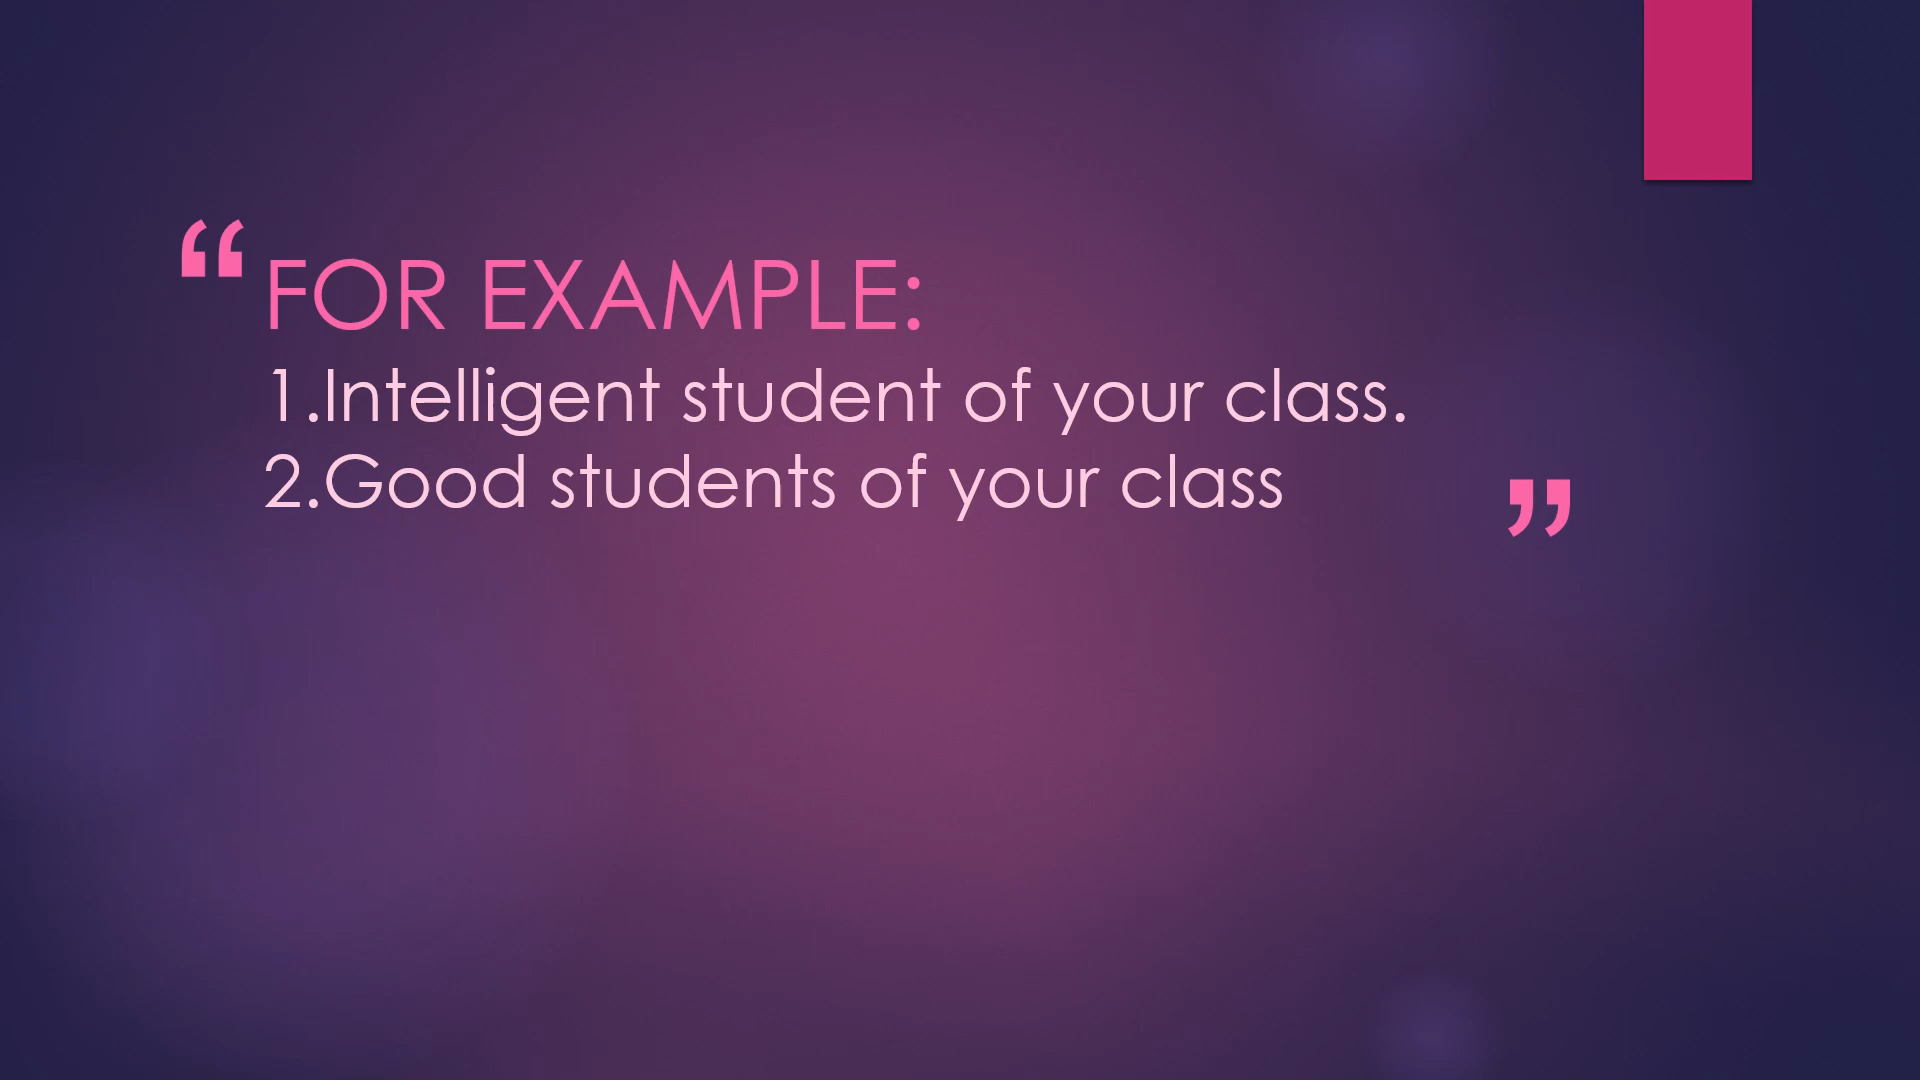 “FOR EXAMPLE:
1.Intelligent student of your class.
2.Good students of your class”